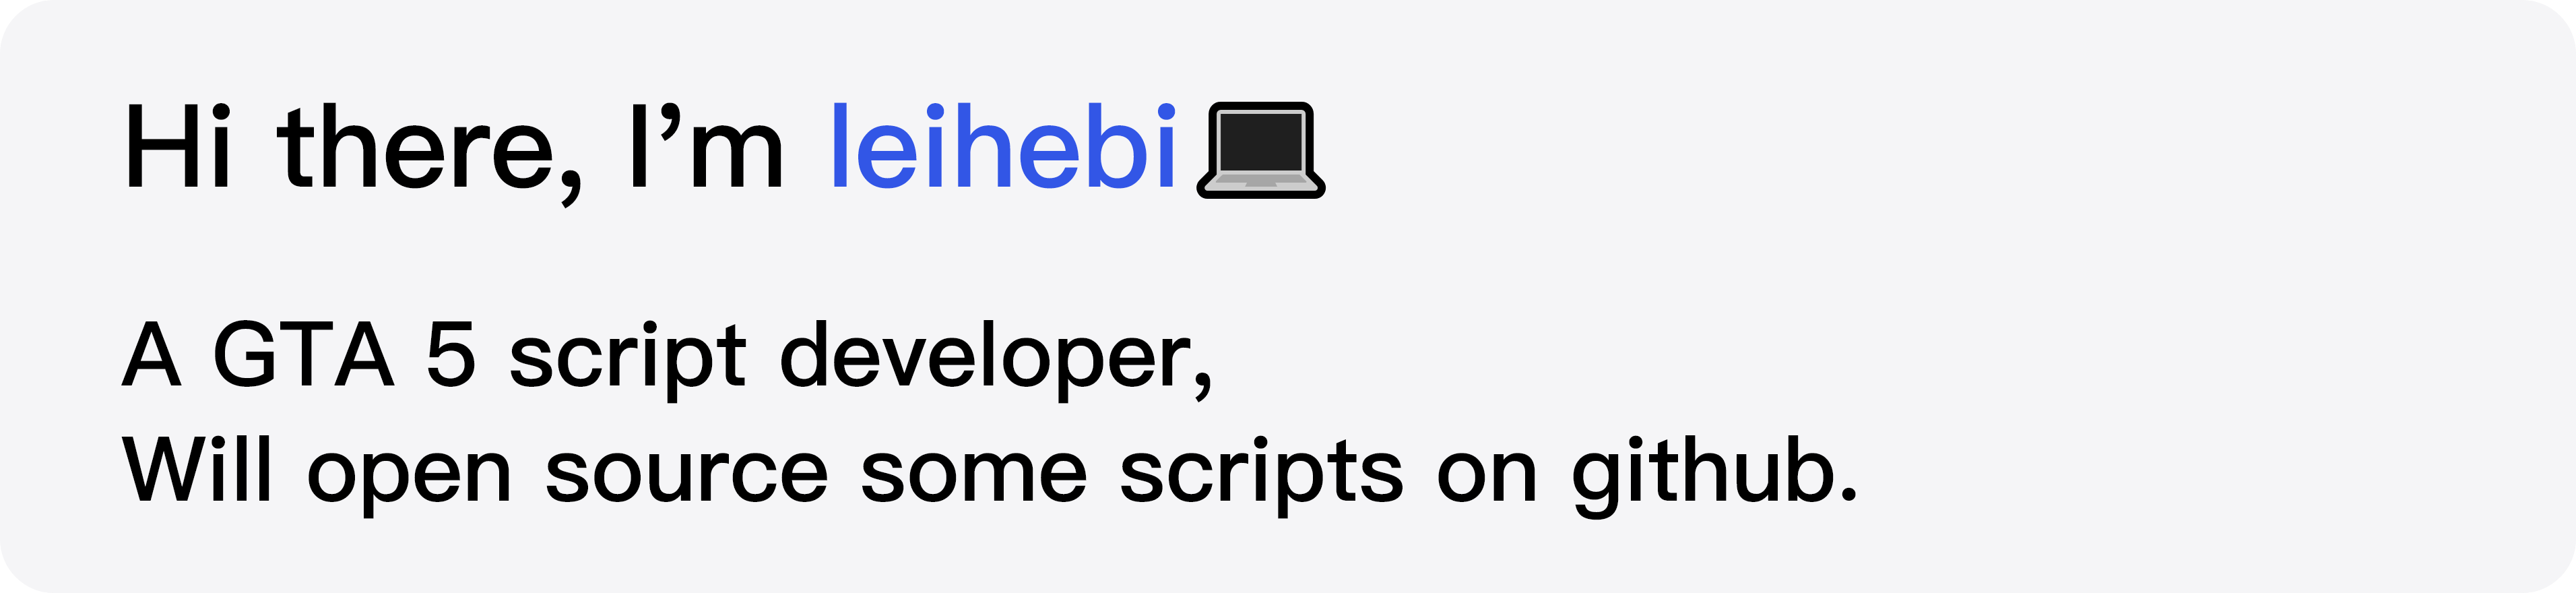 Hi there, I’m leihebi💻
A GTA 5 script developer,
Will open source some scripts on github.